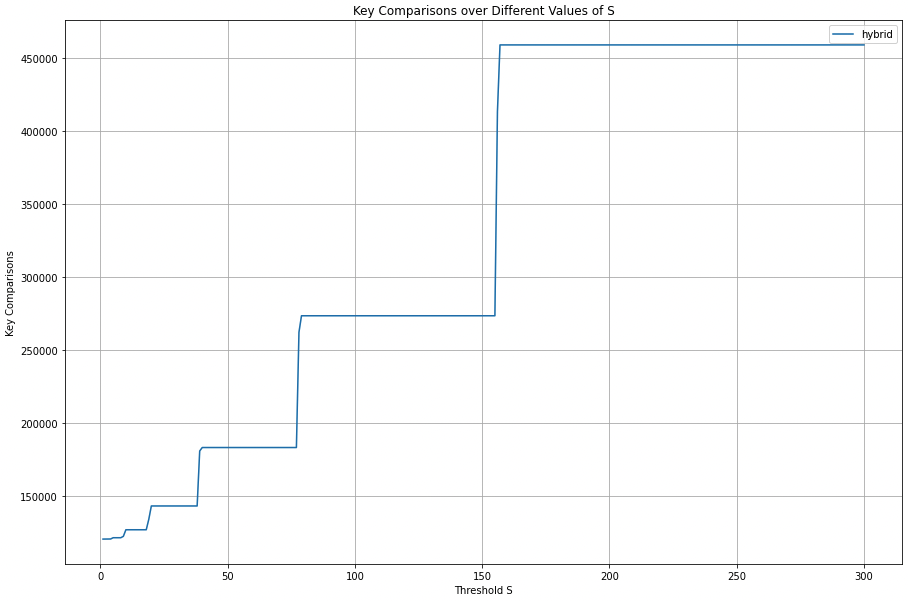 Key Comparisons over Different Values of S
hybrid
450000
400000
350000
300000
250000
200000
150000
Key Comparisons
0 50 100 150 200 250 300
Threshold S